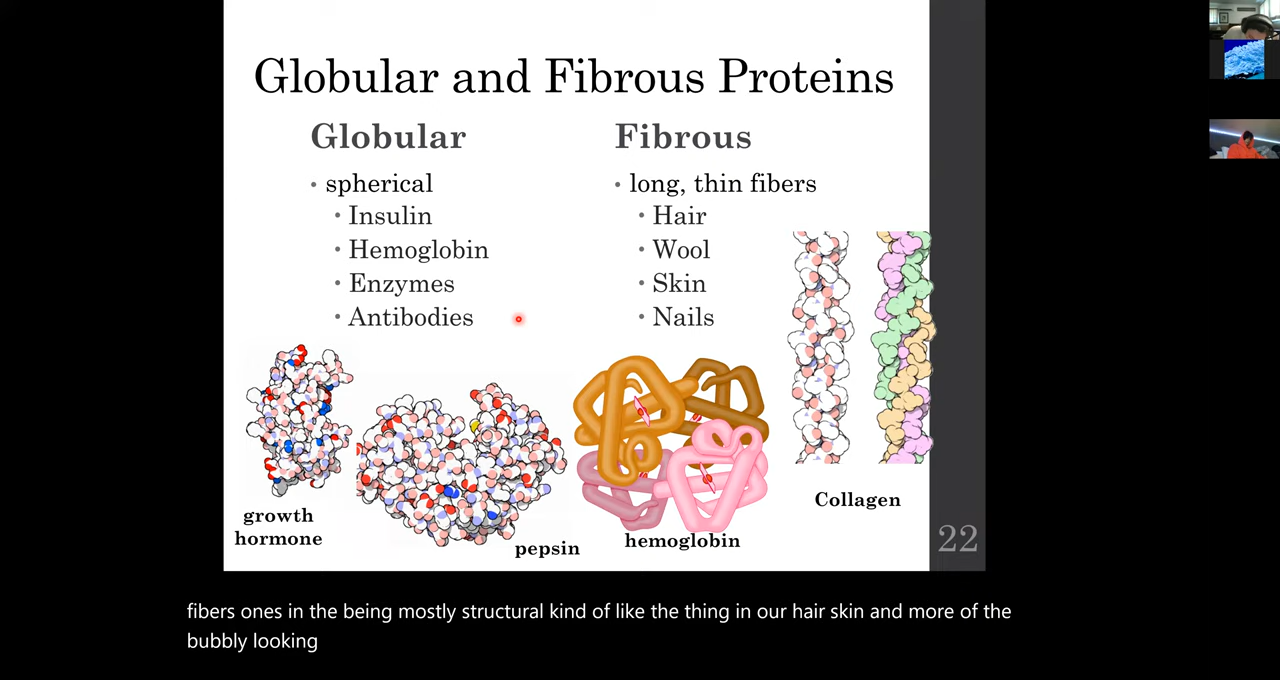 Globular and Fibrous Proteins
Globular
• spherical
• Insulin
• Hemoglobin
• Enzymes
• Antibodies
Fibrous
• long, thin fibers
• Hair
• Wool
• Skin
• Nails
growth
hormone
pepsin
hemoglobin
Collagen
22
fibers ones in the being mostly structural kind of like the thing in our hair skin and more of the
bubbly looking